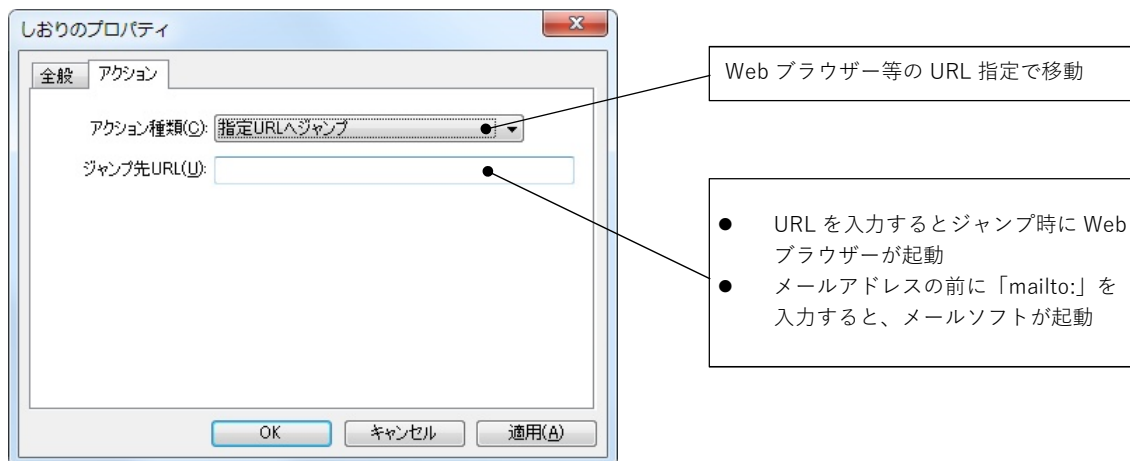 しおりのプロパティ
全般 アクション
アクション種類(C): 指定URLへジャンプ
ジャンプ先URL(U):
OK キャンセル 適用(A)
Web ブラウザー等の URL 指定で移動
● URL を入力するとジャンプ時に Web
ブラウザーが起動
● メールアドレスの前に「mailto:」を
入力すると、メールソフトが起動